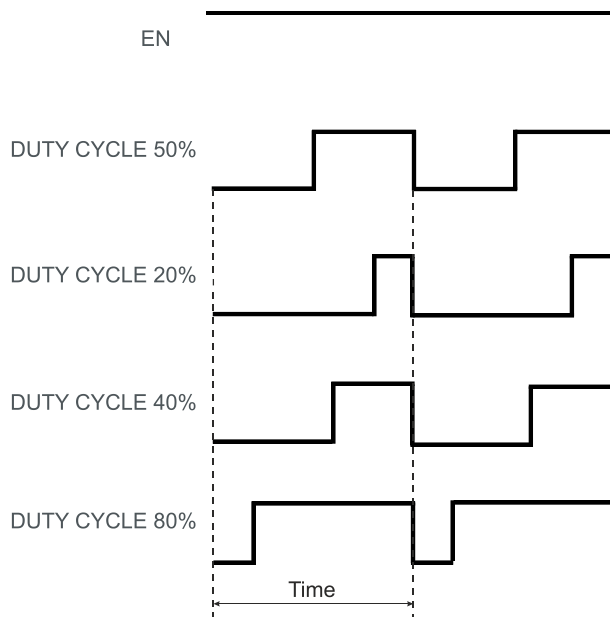 EN
DUTY CYCLE 50%
DUTY CYCLE 20%
DUTY CYCLE 40%
DUTY CYCLE 80%
Time